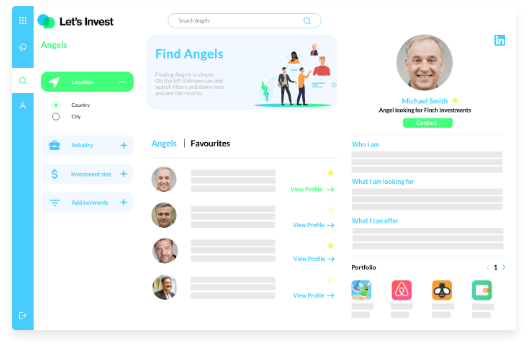 Let's Invest
Search Angels
Angels
Location
Country
City
Industry
Investment size
Add keywords
Find Angels
Finding Angels is simple.
On the left side you can add
search filters and down here
you see the results
Angels
Favourites
View Profile
View Profile
View Profile
View Profile
in
Michael Smith
Angel looking for Finch Investments
Contact
Who I am
What I am looking for
What I can offer
Portfolio
< 1 >